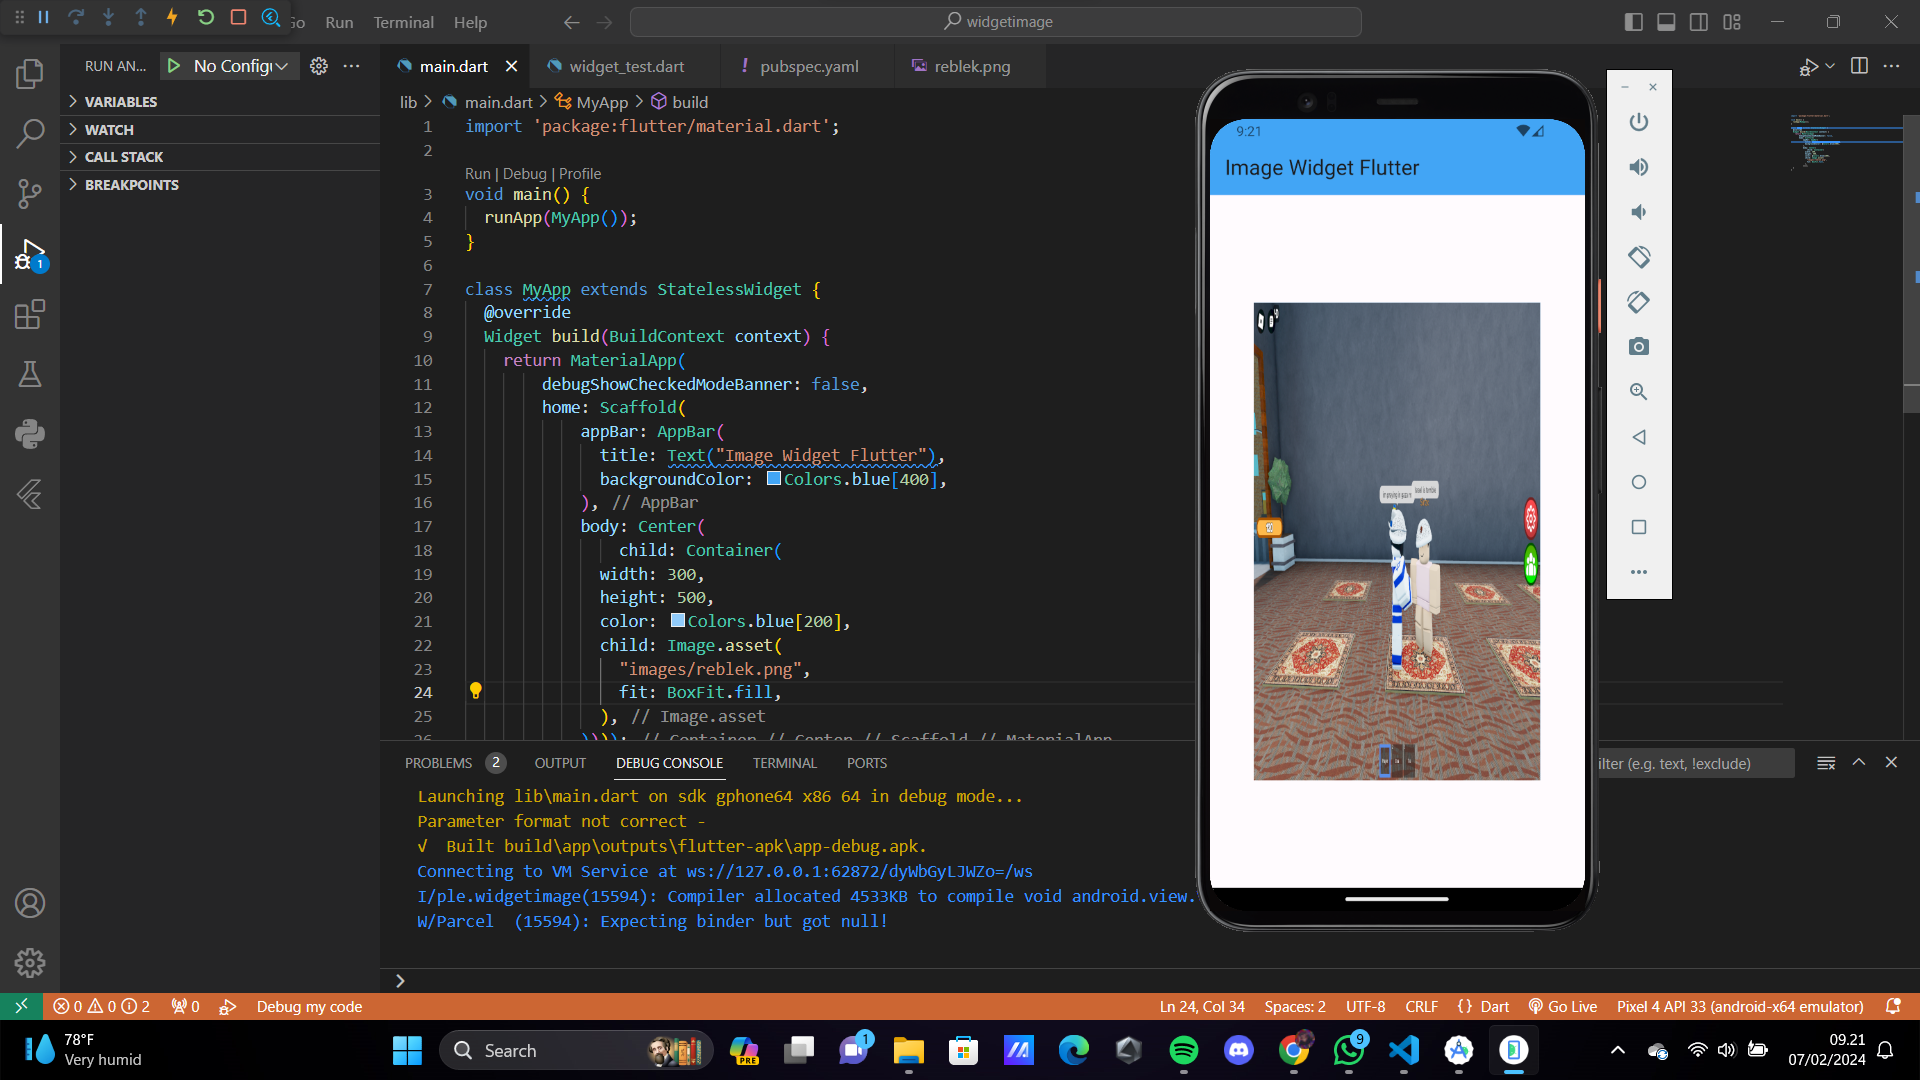 Go Run Terminal Help
widgetimage
RUN AN...
No Configu
VARIABLES
WATCH
CALL STACK
BREAKPOINTS
1
main.dart
widget_test.dart
! pubspec.yaml
reblek.png
lib > main.dart > MyApp > build
1 import 'package:flutter/material.dart';
2
Run | Debug | Profile
3 void main() {
4 runApp(MyApp());
5 }
6
7 class MyApp extends StatelessWidget {
8 @override
9 Widget build(BuildContext context) {
10 return MaterialApp(
11 debugShowCheckedModeBanner: false,
12 home: Scaffold(
13 appBar: AppBar(
14 title: Text("Image Widget Flutter"),
15 backgroundColor: Colors.blue[400],
16 ), // AppBar
17 body: Center(
18 child: Container(
19 width: 300,
20 height: 500,
21 color: Colors.blue[200],
22 child: Image.asset(
23 "images/reblek.png",
24 fit: BoxFit.fill,
25 ), // Image.asset
26 )))); // Container // Center // Scaffold // MaterialApp
9:21
Image Widget Flutter
PROBLEMS 2 OUTPUT DEBUG CONSOLE TERMINAL PORTS
ilter (e.g. text, !exclude)
Launching lib\main.dart on sdk gphone64 x86 64 in debug mode...
Parameter format not correct -
√ Built build\app\outputs\flutter-apk\app-debug.apk.
Connecting to VM Service at ws://127.0.0.1:62872/dyWbGyLJWZo=/ws
I/ple.widgetimage(15594): Compiler allocated 4533KB to compile void android.view.
W/Parcel (15594): Expecting binder but got null!
0 0 2 0 Debug my code
Ln 24, Col 34 Spaces: 2 UTF-8 CRLF {} Dart Go Live Pixel 4 API 33 (android-x64 emulator)
78°F
Very humid
Search
PRE
1
9
09.21
07/02/2024